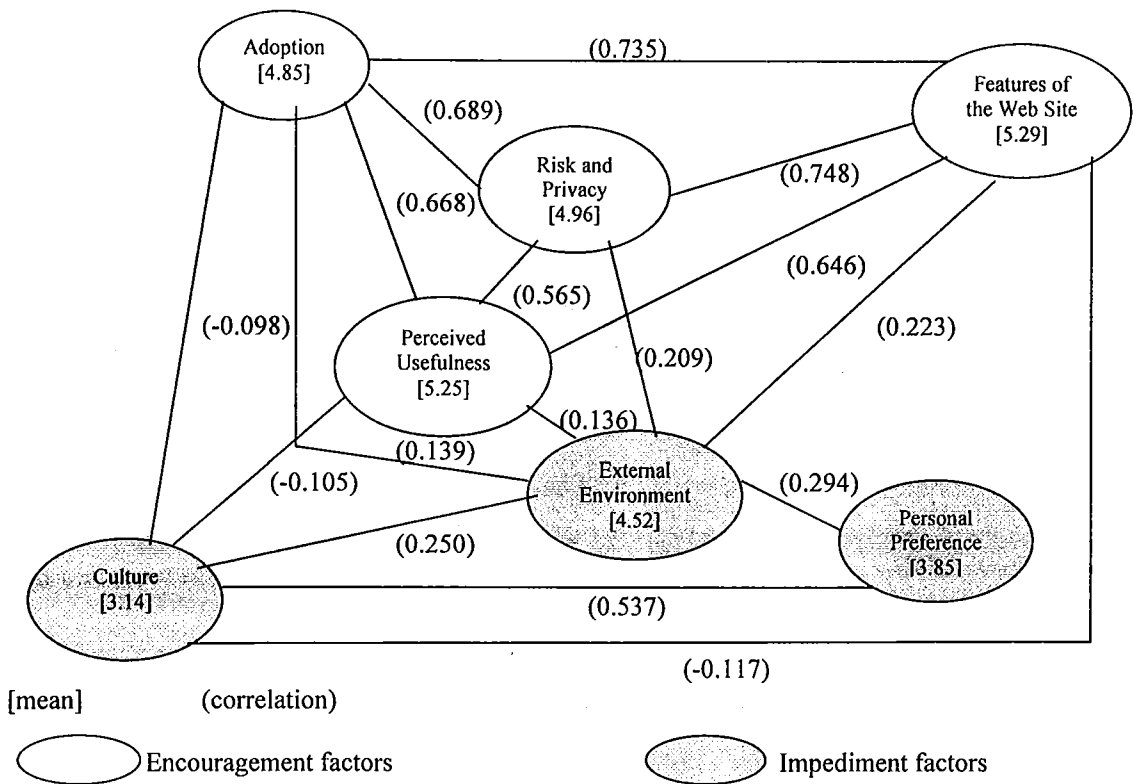 Adoption
[4.85]
(0.735)
Features of
the Web Site
[5.29]
(0.689)
Risk and
Privacy
[4.96]
(0.748)
(0.668)
(0.646)
(0.565)
(-0.098)
(0.223)
Perceived
Usefulness
[5.25]
(0.209)
(0.136)
(0.139)
(-0.105)
External
Environment
[4.52]
(0.294)
Personal
Preference
[3.85]
(0.250)
Culture
[3.14]
(0.537)
(-0.117)
[mean] (correlation)
Encouragement factors Impediment factors